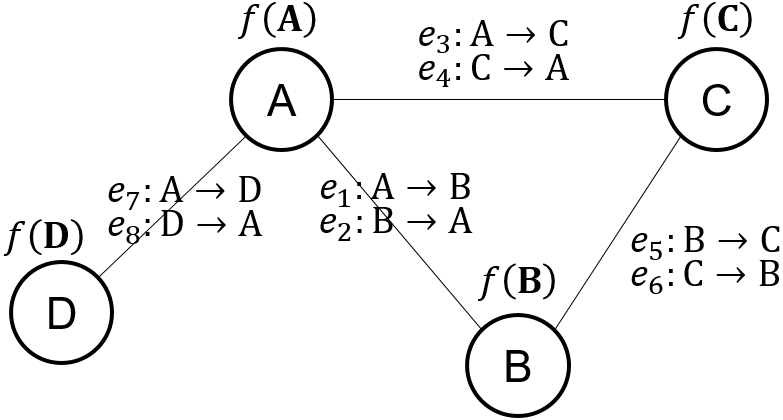 f(A)
f(C)
e₃: A → C
e₄: C → A
A
C
e₇: A → D
e₈: D → A
e₁: A → B
e₂: B → A
f(D)
e₅: B → C
e₆: C → B
f(B)
D
B